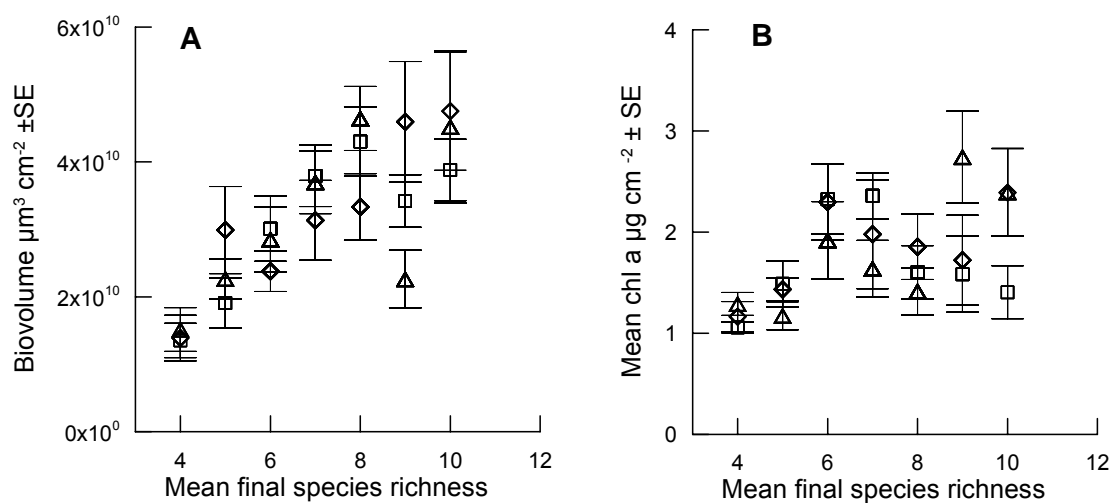 A
Biovolume µm³ cm⁻² ±SE
6x10¹⁰
4x10¹⁰
2x10¹⁰
0x10⁰
4 6 8 10 12
Mean final species richness
B
Mean chl a µg cm ⁻² ± SE
4
3
2
1
0
4 6 8 10 12
Mean final species richness